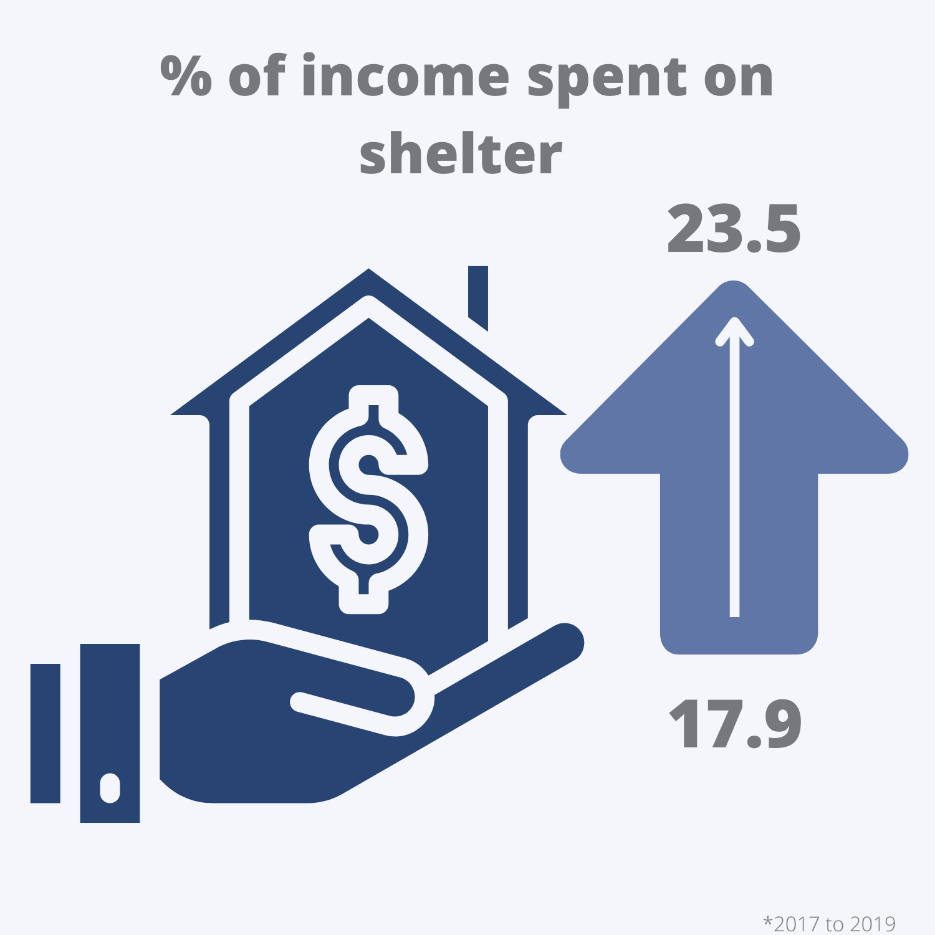 % of income spent on
shelter
23.5
17.9
*2017 to 2019